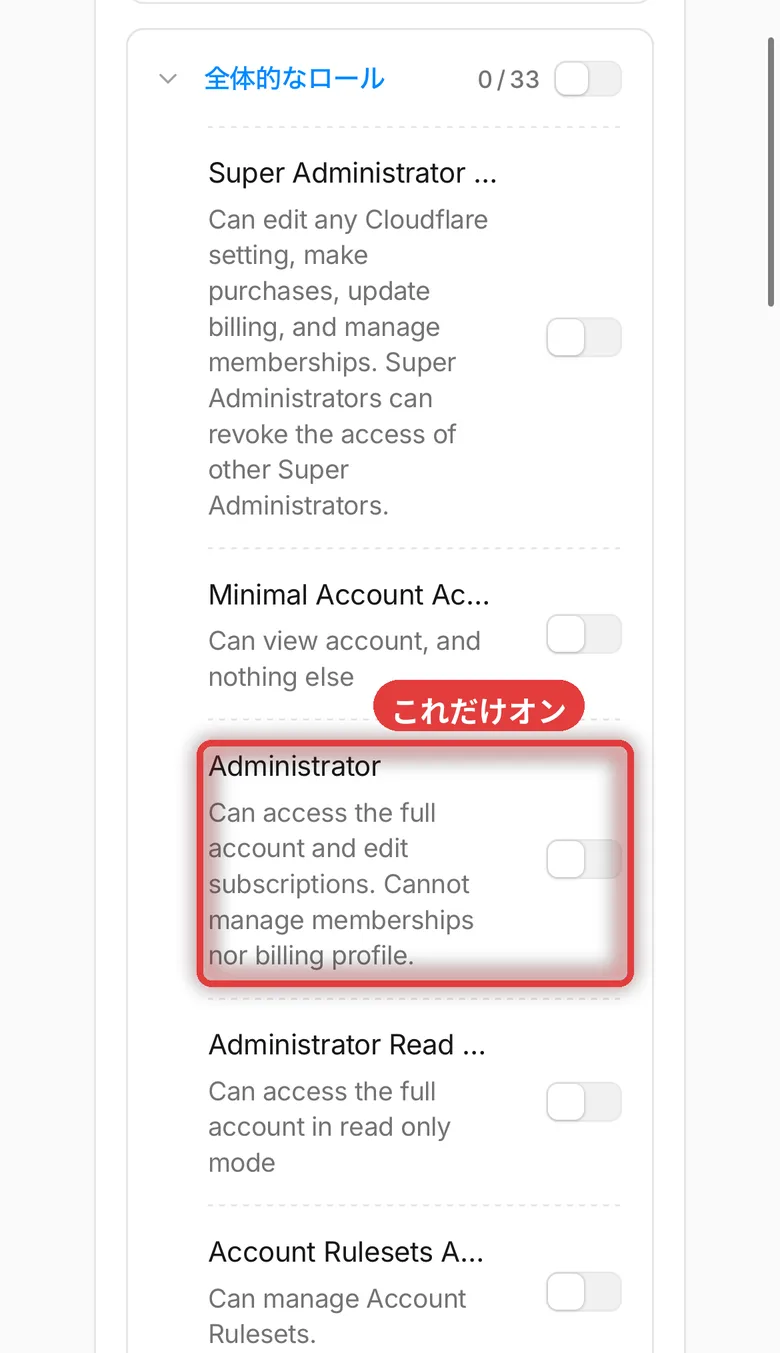 全体的なロール 0 / 33
Super Administrator ...
Can edit any Cloudflare
setting, make
purchases, update
billing, and manage
memberships. Super
Administrators can
revoke the access of
other Super
Administrators.
Minimal Account Ac...
Can view account, and
nothing else
これだけオン
Administrator
Can access the full
account and edit
subscriptions. Cannot
manage memberships
nor billing profile.
Administrator Read ...
Can access the full
account in read only
mode
Account Rulesets A...
Can manage Account
Rulesets.